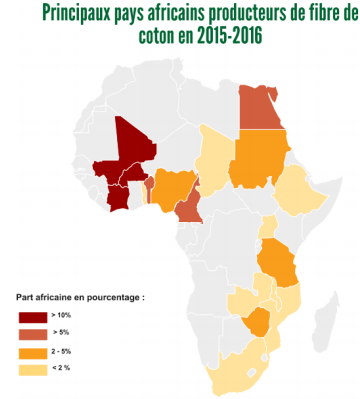 Principaux pays africains producteurs de fibre de
coton en 2015-2016
Part africaine en pourcentage :
> 10%
> 5%
2 - 5%
< 2 %